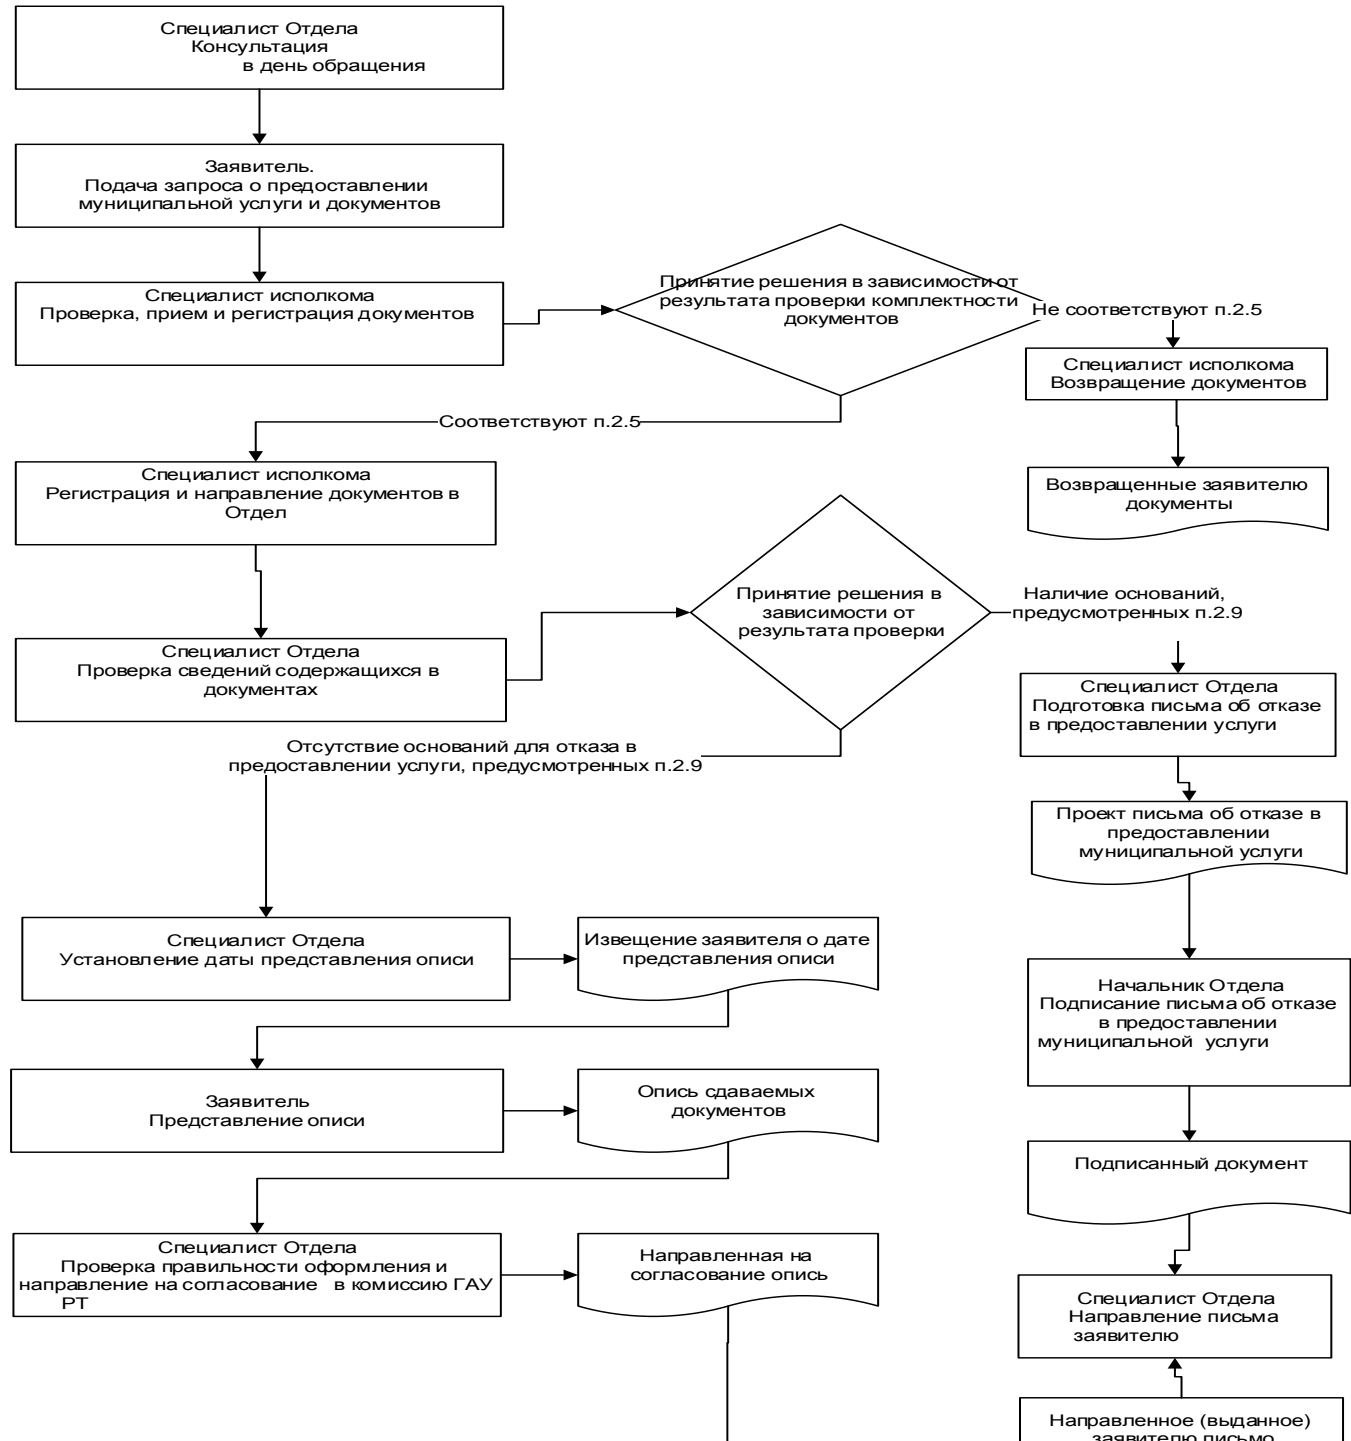 Специалист Отдела
Консультация
в день обращения
Заявитель.
Подача запроса о предоставлении
муниципальной услуги и документов
Специалист исполкома
Проверка, прием и регистрация документов
Принятие решения в зависимости от
результата проверки комплектности
документов
Не соответствуют п.2.5
Специалист исполкома
Возвращение документов
Соответствуют п.2.5
Возвращенные заявителю
документы
Специалист исполкома
Регистрация и направление документов в
Отдел
Принятие решения в
зависимости от
результата проверки
Наличие оснований,
предусмотренных п.2.9
Специалист Отдела
Проверка сведений содержащихся в
документах
Специалист Отдела
Подготовка письма об отказе
в предоставлении услуги
Отсутствие оснований для отказа в
предоставлении услуги, предусмотренных п.2.9
Проект письма об отказе в
предоставлении
муниципальной услуги
Специалист Отдела
Установление даты представления описи
Извещение заявителя о дате
представления описи
Начальник Отдела
Подписание письма об отказе
в предоставлении
муниципальной услуги
Заявитель
Представление описи
Опись сдаваемых
документов
Подписанный документ
Специалист Отдела
Проверка правильности оформления и
направление на согласование в комиссию ГАУ
РТ
Направленная на
согласование опись
Специалист Отдела
Направление письма
заявителю
Направленное (выданное)
заявителю письмо